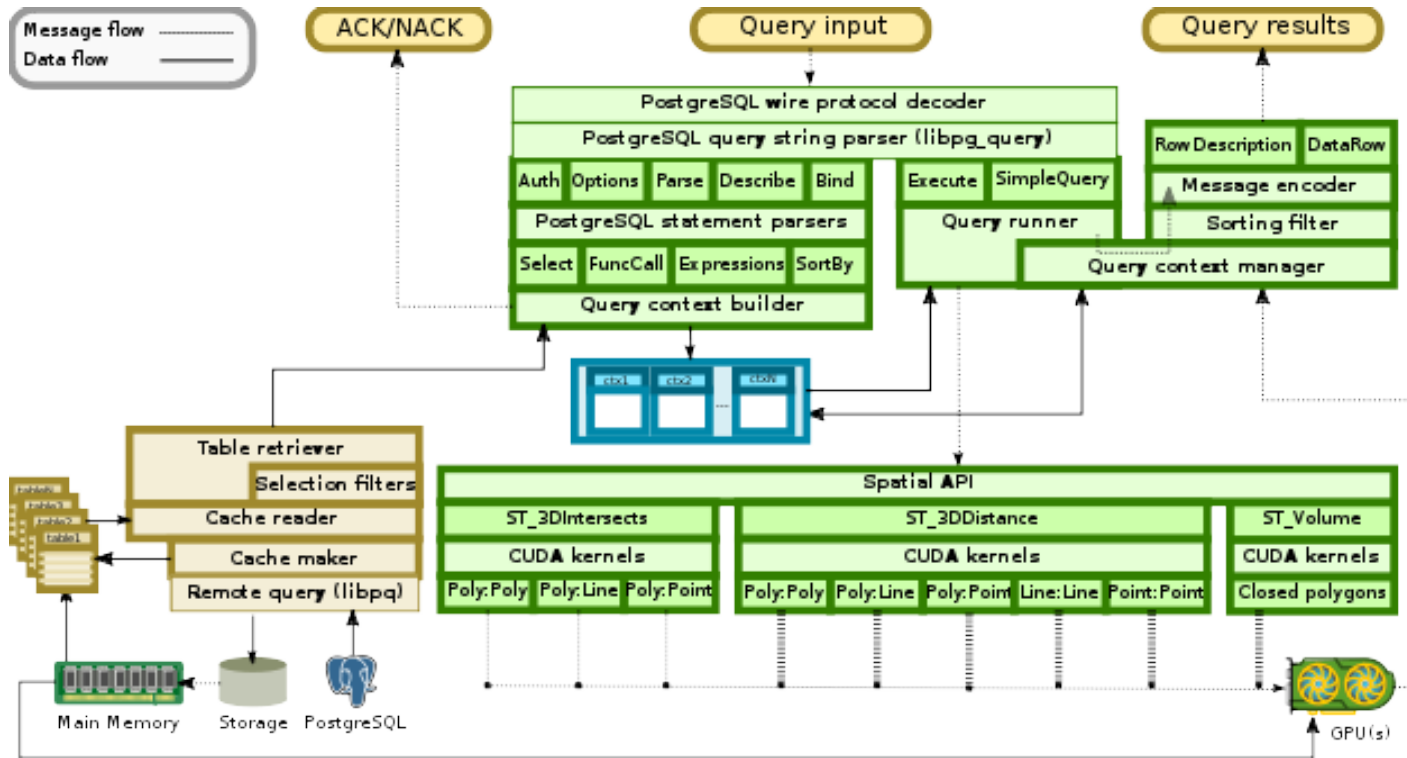 Message flow
Data flow
ACK/NACK
Query input
Query results
PostgreSQL wire protocol decoder
PostgreSQL query string parser (libpg_query)
Auth Options Parse Describe Bind
Execute SimpleQuery
RowDescription DataRow
Message encoder
PostgreSQL statement parsers
Query runner
Sorting filter
Select FuncCall Expressions SortBy
Query context manager
Query context builder
ctx1 ctx2 .... ctxN
Table retriever
Selection filters
Cache reader
Cache maker
Remote query (libpq)
tableN
table3
table2
table1
Spatial API
ST_3DIntersects ST_3DDistance ST_Volume
CUDA kernels CUDA kernels CUDA kernels
Poly:Poly Poly:Line Poly:Point Poly:Poly Poly:Line Poly:Point Line:Line Point:Point Closed polygons
Main Memory Storage PostgreSQL
GPU(s)